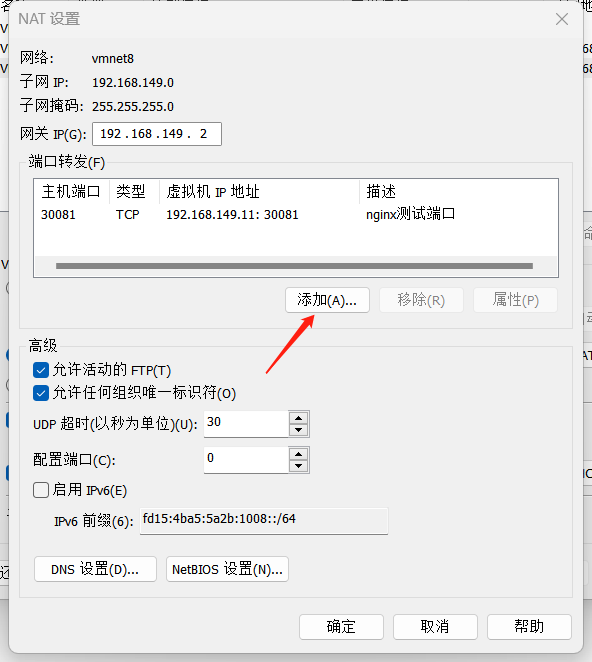 NAT 设置
网络: vmnet8
子网 IP: 192.168.149.0
子网掩码: 255.255.255.0
网关 IP(G): 192 . 168 . 149 . 2
端口转发(F)
主机端口 类型 虚拟机 IP 地址 描述
30081 TCP 192.168.149.11: 30081 nginx测试端口
添加(A)... 移除(R) 属性(P)
高级
允许活动的 FTP(T)
允许任何组织唯一标识符(O)
UDP 超时(以秒为单位)(U): 30
配置端口(C): 0
启用 IPv6(E)
IPv6 前缀(6): fd15:4ba5:5a2b:1008::/64
DNS 设置(D)... NetBIOS 设置(N)...
确定 取消 帮助